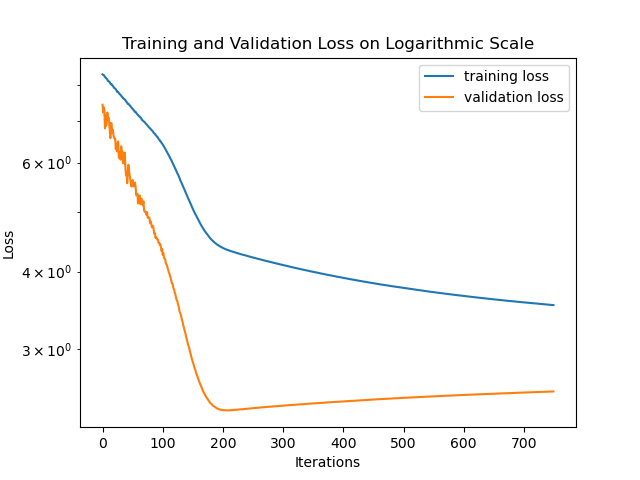 Training and Validation Loss on Logarithmic Scale
training loss
validation loss
6 × 10⁰
4 × 10⁰
3 × 10⁰
Loss
0 100 200 300 400 500 600 700
Iterations